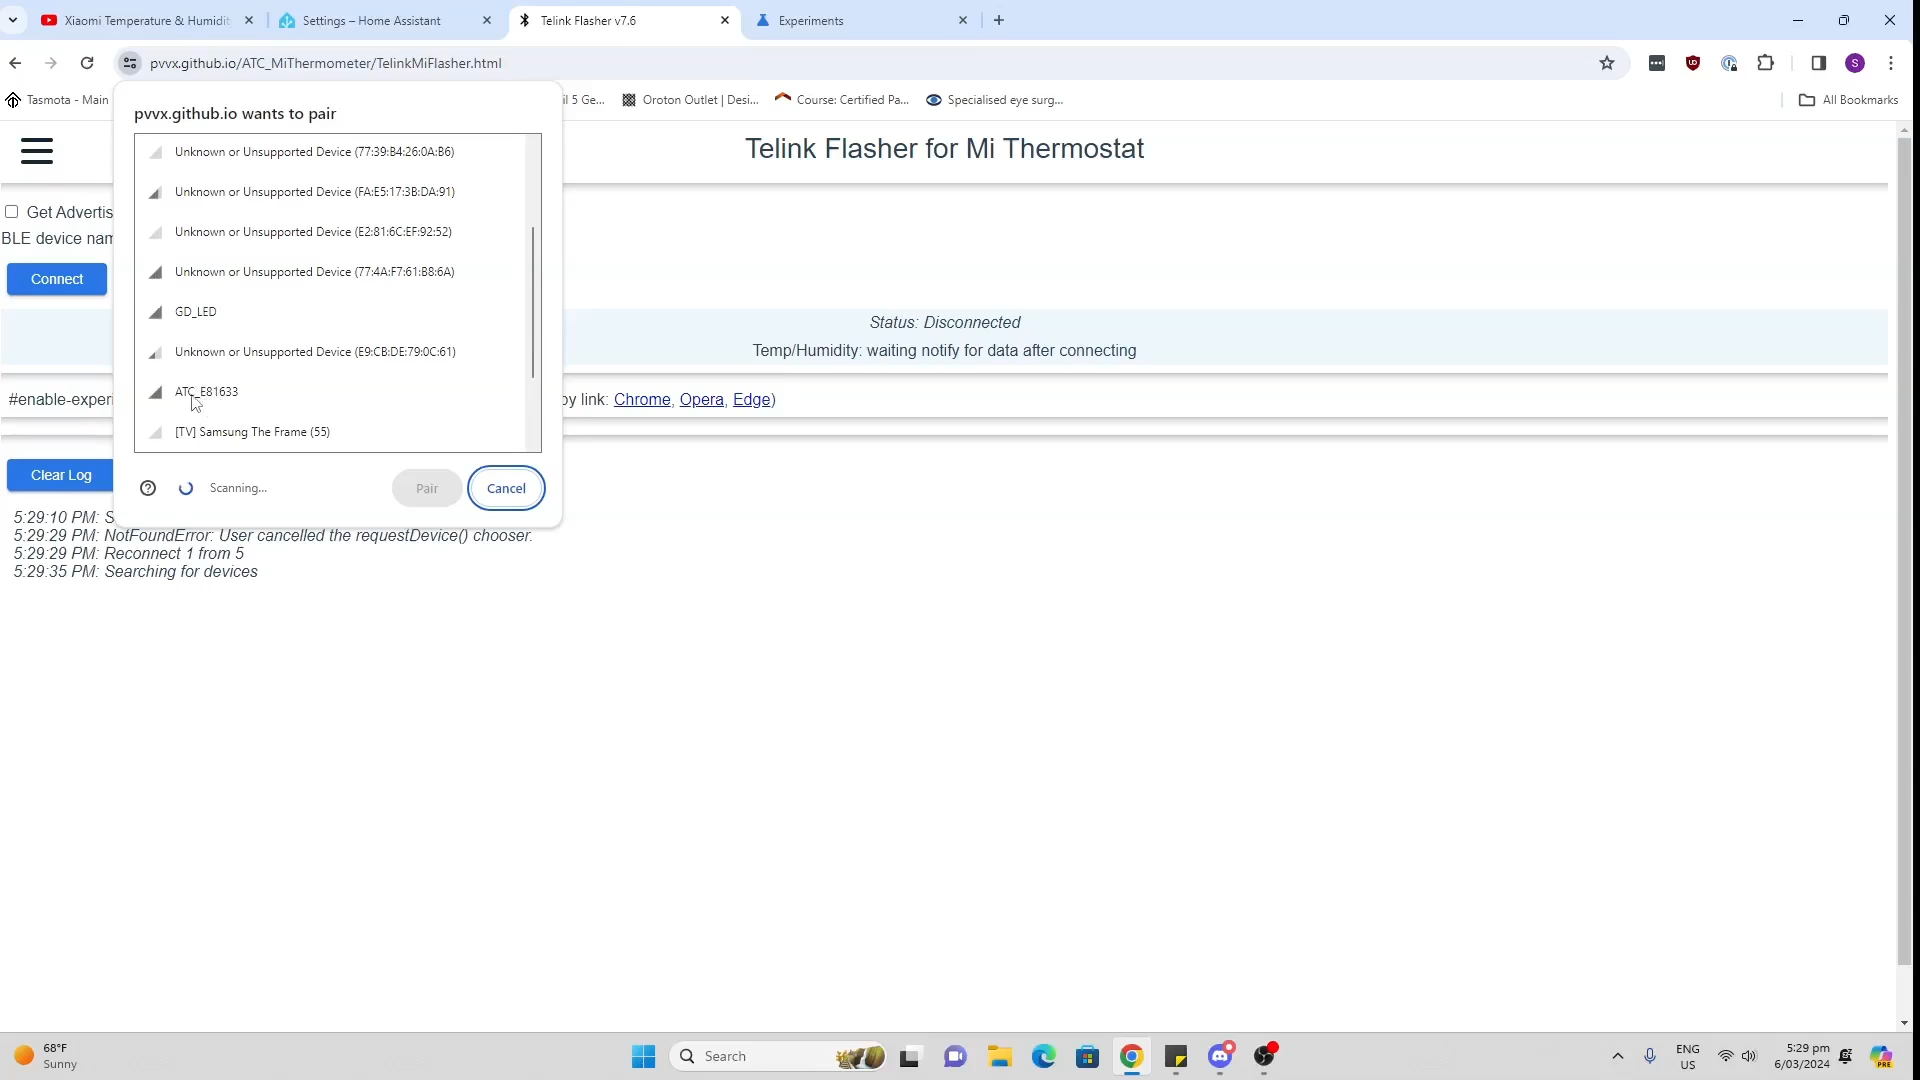 Xiaomi Temperature & Humidit
Settings – Home Assistant
Telink Flasher v7.6
Experiments
pvvx.github.io/ATC_MiThermometer/TelinkMiFlasher.html
S
Tasmota - Main
il 5 Ge...
Oroton Outlet | Desi...
Course: Certified Pa...
Specialised eye surg...
All Bookmarks
pvvx.github.io wants to pair
Unknown or Unsupported Device (77:39:B4:26:0A:B6)
Unknown or Unsupported Device (FA:E5:17:3B:DA:91)
Unknown or Unsupported Device (E2:81:6C:EF:92:52)
Unknown or Unsupported Device (77:4A:F7:61:B8:6A)
GD_LED
Unknown or Unsupported Device (E9:CB:DE:79:0C:61)
ATC_E81633
[TV] Samsung The Frame (55)
Scanning...
Pair
Cancel
Telink Flasher for Mi Thermostat
Get Advertis
BLE device nam
Connect
Status: Disconnected
Temp/Humidity: waiting notify for data after connecting
#enable-experi
by link: Chrome, Opera, Edge)
Clear Log
5:29:10 PM: S
5:29:29 PM: NotFoundError: User cancelled the requestDevice() chooser.
5:29:29 PM: Reconnect 1 from 5
5:29:35 PM: Searching for devices
68°F
Sunny
Search
ENG
US
5:29 pm
6/03/2024
PRE